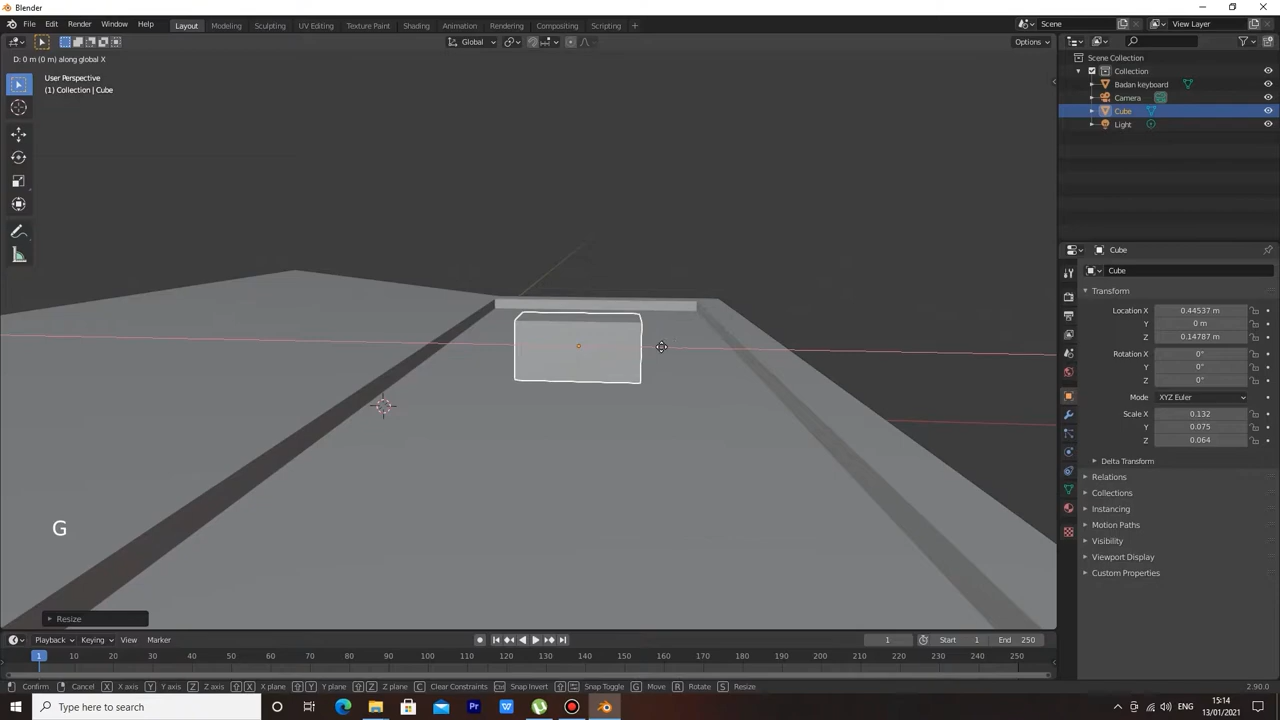 Blender
File Edit Render Window Help Layout Modeling Sculpting UV Editing Texture Paint Shading Animation Rendering Compositing Scripting + Scene View Layer
Global Options
D: 0 m (0 m) along global X
User Perspective
(1) Collection | Cube
Scene Collection
Collection
Badan keyboard
Camera
Cube
Light
Cube
Cube
Transform
Location X 0.44537 m
Y 0 m
Z 0.14787 m
Rotation X 0°
Y 0°
Z 0°
Mode XYZ Euler
Scale X 0.132
Y 0.075
Z 0.064
Delta Transform
Relations
Collections
Instancing
Motion Paths
Visibility
Viewport Display
Custom Properties
G
Resize
Playback Keying View Marker 1 Start 1 End 250
1 10 20 30 40 50 60 70 80 90 100 110 120 130 140 150 160 170 180 190 200 210 220 230 240 250
Confirm Cancel X X axis Y Y axis Z Z axis X X plane Y Y plane Z Z plane C Clear Constraints Snap Invert Snap Toggle G Move R Rotate S Resize 2.90.0
Type here to search
15:14
13/01/2021